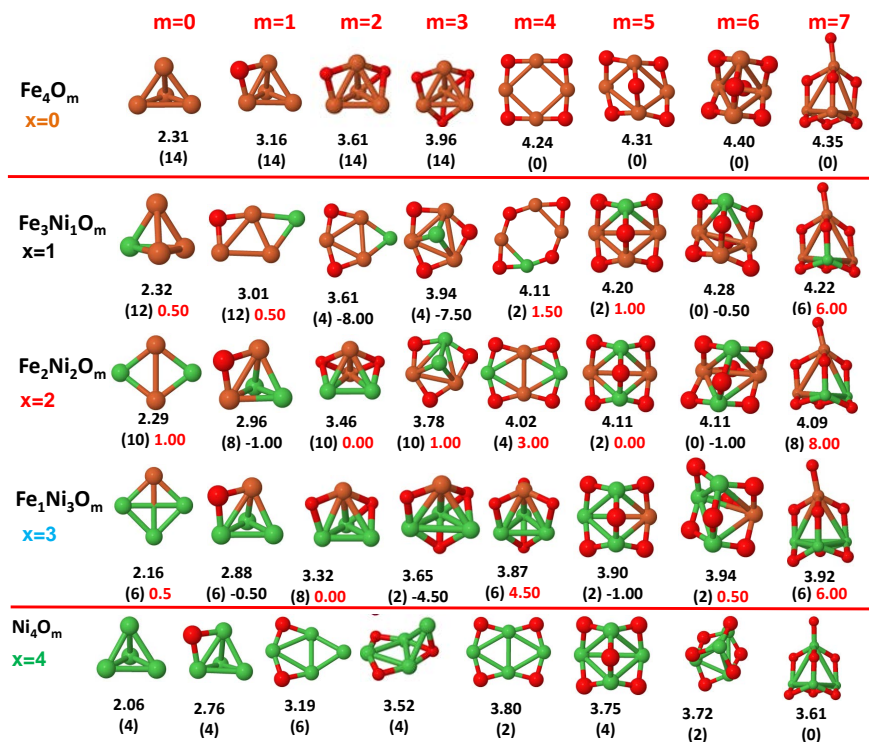 m=0 m=1 m=2 m=3 m=4 m=5 m=6 m=7
Fe₄Oₘ
x=0
2.31 3.16 3.61 3.96 4.24 4.31 4.40 4.35
(14) (14) (14) (14) (0) (0) (0) (0)
Fe₃Ni₁Oₘ
x=1
2.32 3.01 3.61 3.94 4.11 4.20 4.28 4.22
(12) 0.50 (12) 0.50 (4) -8.00 (4) -7.50 (2) 1.50 (2) 1.00 (0) -0.50 (6) 6.00
Fe₂Ni₂Oₘ
x=2
2.29 2.96 3.46 3.78 4.02 4.11 4.11 4.09
(10) 1.00 (8) -1.00 (10) 0.00 (10) 1.00 (4) 3.00 (2) 0.00 (0) -1.00 (8) 8.00
Fe₁Ni₃Oₘ
x=3
2.16 2.88 3.32 3.65 3.87 3.90 3.94 3.92
(6) 0.5 (6) -0.50 (8) 0.00 (2) -4.50 (6) 4.50 (2) -1.00 (2) 0.50 (6) 6.00
Ni₄Oₘ
x=4
2.06 2.76 3.19 3.52 3.80 3.75 3.72 3.61
(4) (4) (6) (4) (2) (4) (2) (0)